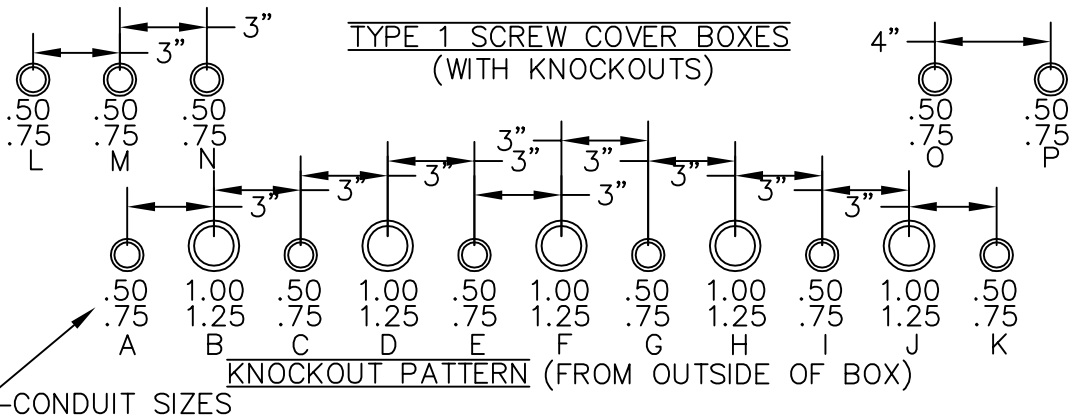 TYPE 1 SCREW COVER BOXES
(WITH KNOCKOUTS)
3” 3” 4”
.50 .50 .50 .50 .50
.75 .75 .75 .75 .75
L M N O P
3” 3” 3” 3” 3” 3” 3” 3” 3” 3”
.50 1.00 .50 1.00 .50 1.00 .50 1.00 .50 1.00 .50
.75 1.25 .75 1.25 .75 1.25 .75 1.25 .75 1.25 .75
A B C D E F G H I J K
KNOCKOUT PATTERN (FROM OUTSIDE OF BOX)
-CONDUIT SIZES